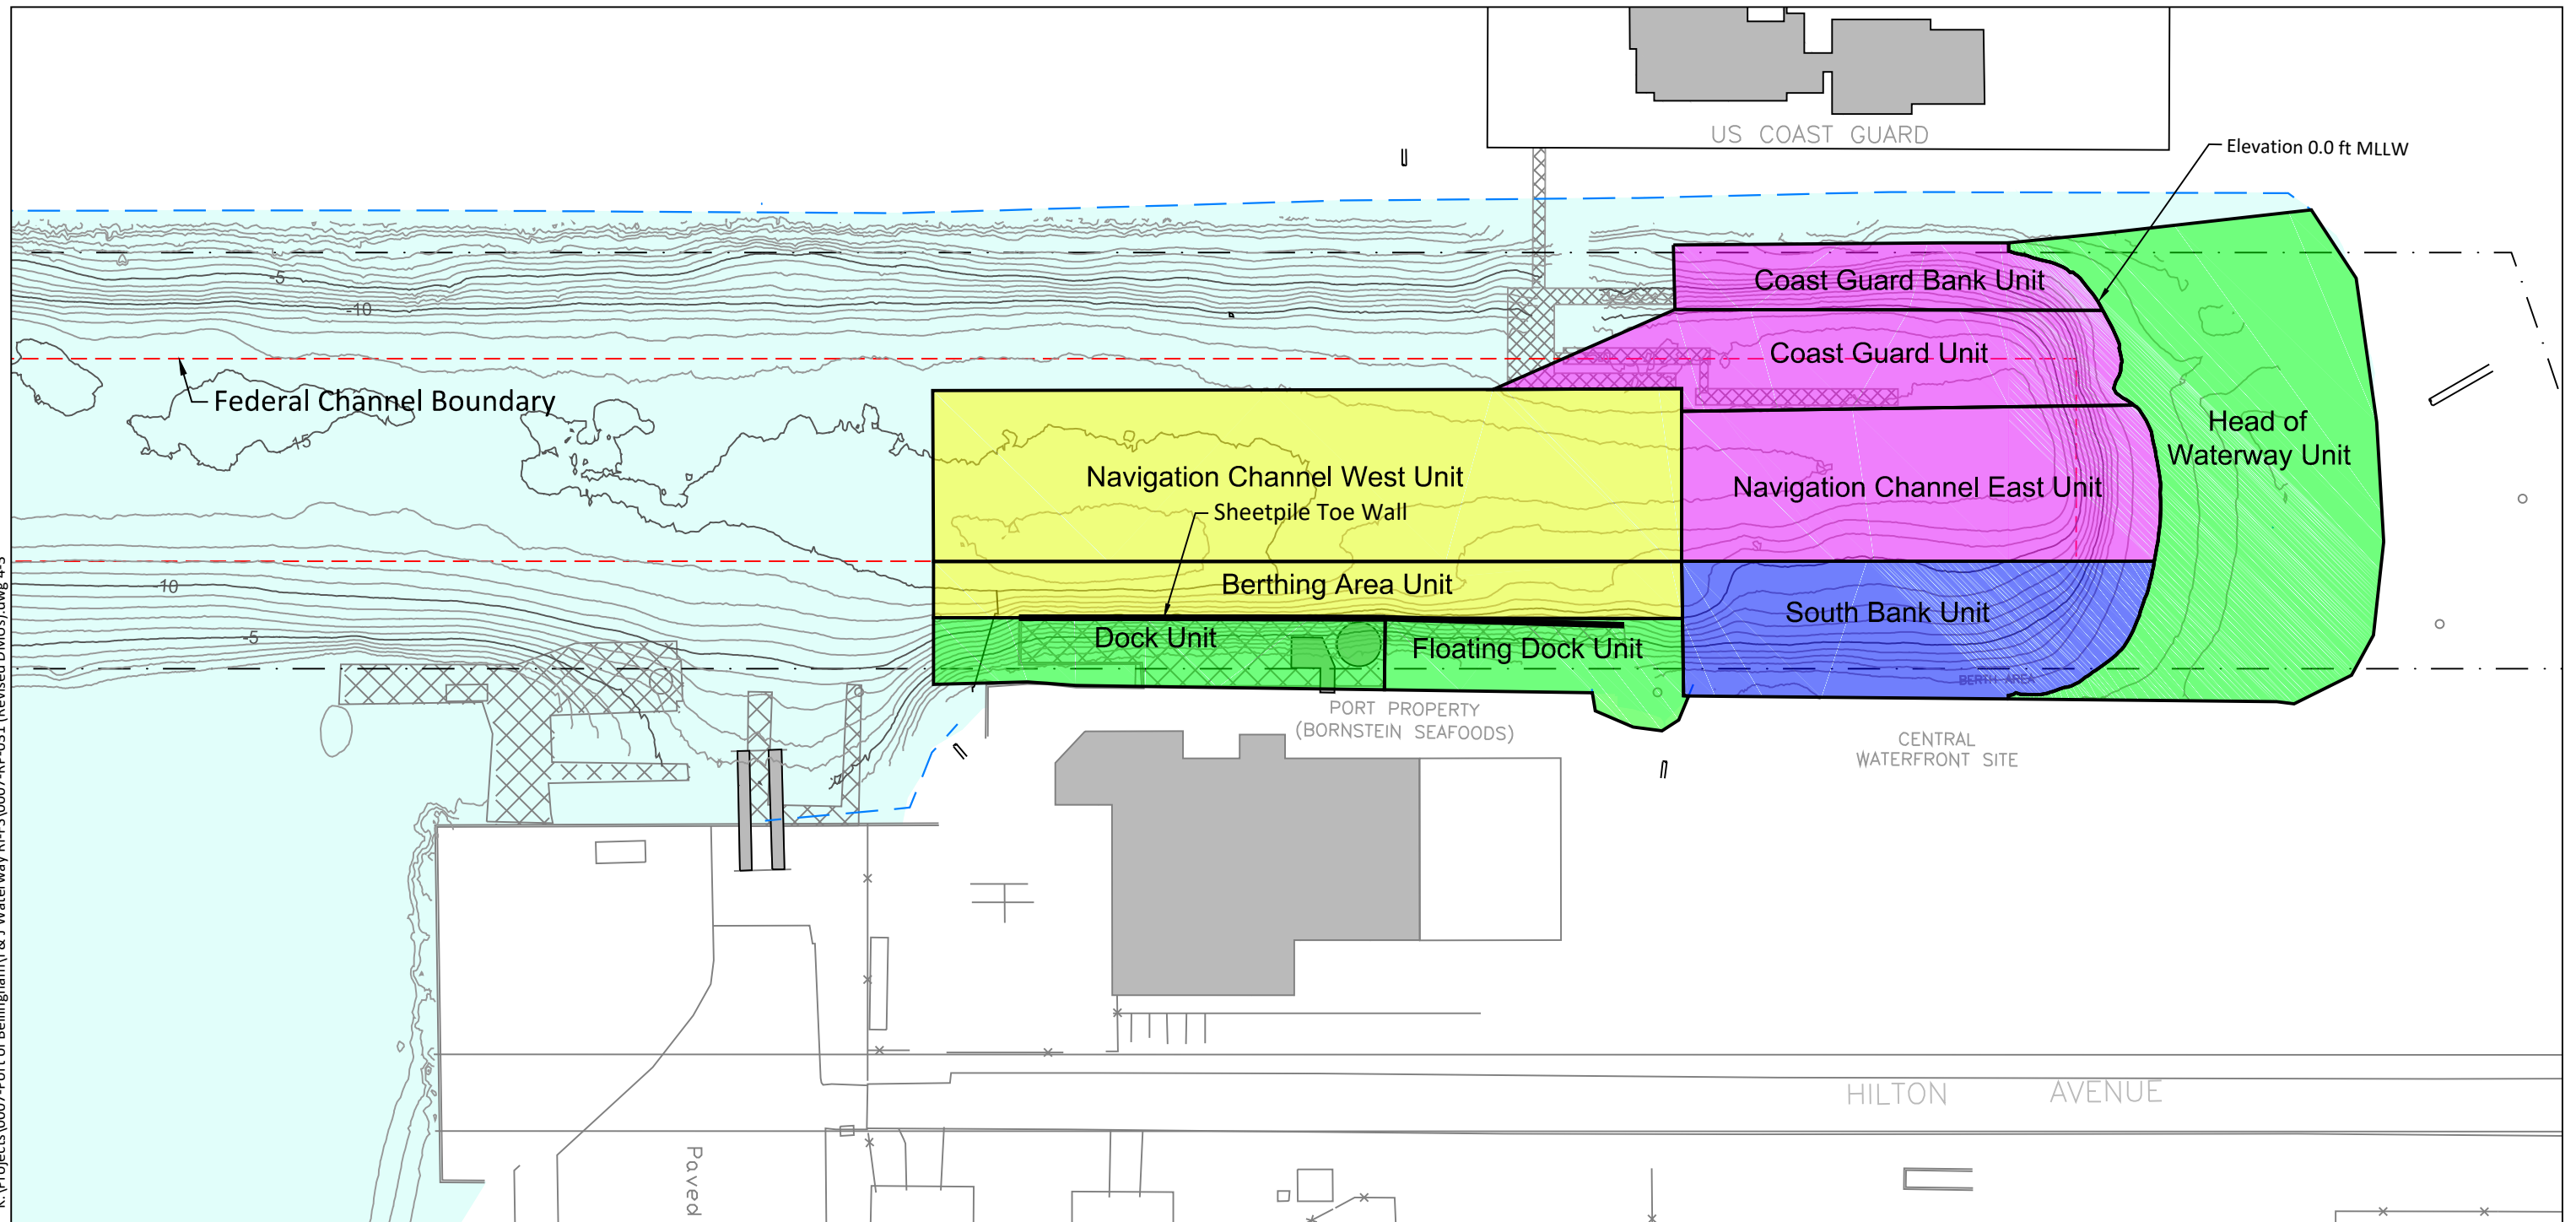 US COAST GUARD
Elevation 0.0 ft MLLW
-5
-10
Coast Guard Bank Unit
Coast Guard Unit
Federal Channel Boundary
15
Head of
Waterway Unit
Navigation Channel West Unit
Navigation Channel East Unit
Sheetpile Toe Wall
-10
Berthing Area Unit
South Bank Unit
-5
Dock Unit
Floating Dock Unit
BERTH AREA
PORT PROPERTY
(BORNSTEIN SEAFOODS)
CENTRAL
WATERFRONT SITE
HILTON AVENUE
Paved